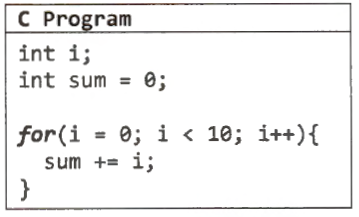 C Program
int i;
int sum = 0;
for(i = 0; i < 10; i++){
sum += i;
}